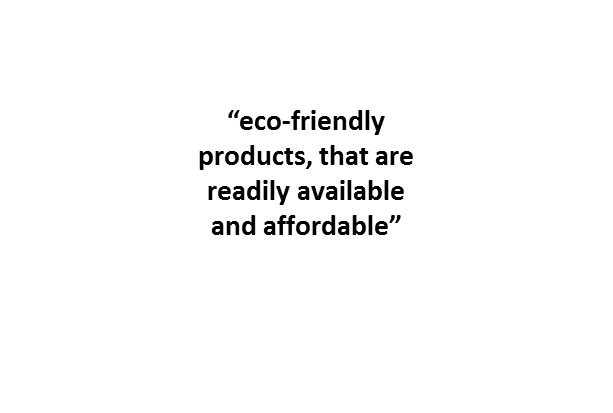 “eco-friendly
products, that are
readily available
and affordable”